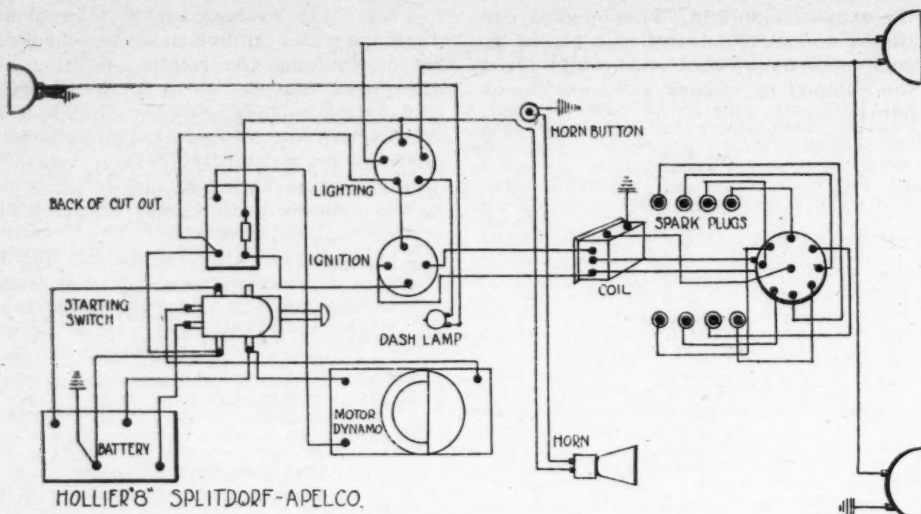 HORN BUTTON
LIGHTING
BACK OF CUT OUT
SPARK PLUGS
IGNITION
COIL
STARTING
SWITCH
DASH LAMP
MOTOR
DYNAMO
BATTERY
HORN
HOLLIER "8" SPLITDORF-APELCO.